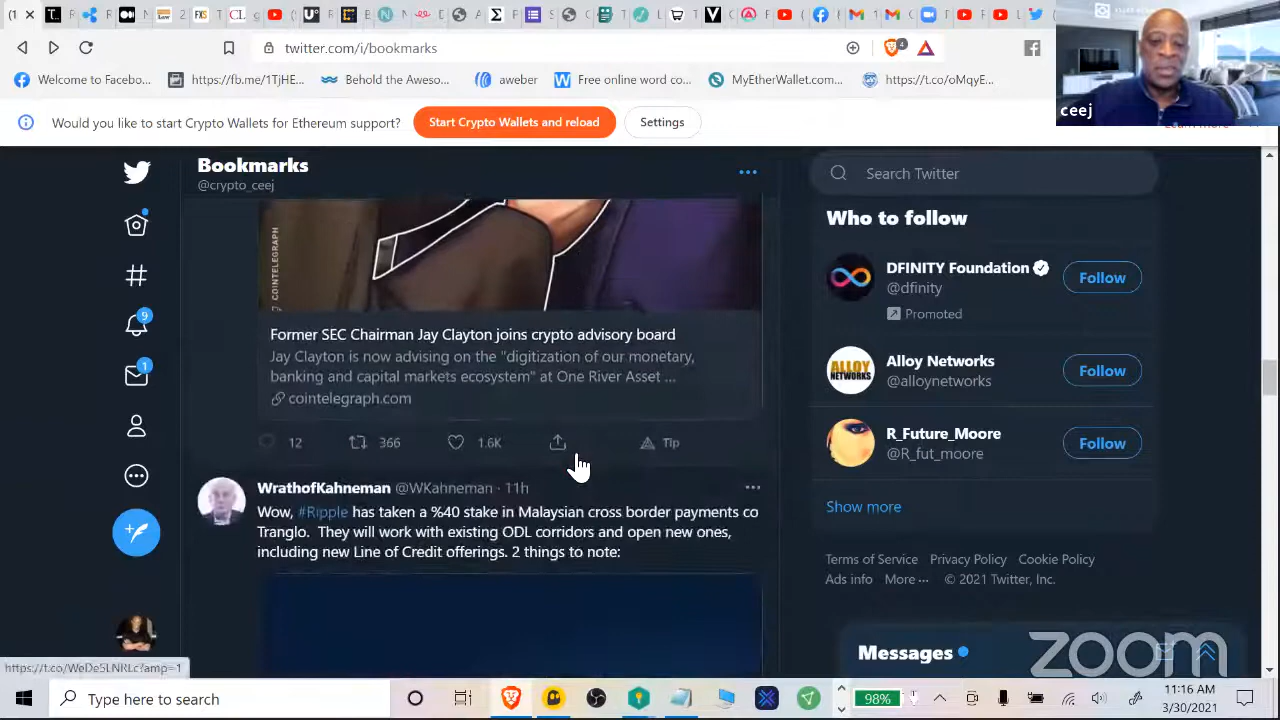 1
twitter.com/i/bookmarks
4
Welcome to Facebo...
https://fb.me/1TjHE...
Behold the Aweso...
aweber
Free online word co...
MyEtherWallet.com...
https://t.co/oMqyE...
ceej
Would you like to start Crypto Wallets for Ethereum support?
Start Crypto Wallets and reload
Settings
Learn more
Bookmarks
@crypto_ceej
Search Twitter
COINTELEGRAPH
Former SEC Chairman Jay Clayton joins crypto advisory board
Jay Clayton is now advising on the "digitization of our monetary,
banking and capital markets ecosystem" at One River Asset ...
cointelegraph.com
12
366
1.6K
Tip
WrathofKahneman @WKahneman · 11h
Wow, #Ripple has taken a %40 stake in Malaysian cross border payments co
Tranglo. They will work with existing ODL corridors and open new ones,
including new Line of Credit offerings. 2 things to note:
9
1
Who to follow
DFINITY Foundation
@dfinity
Promoted
Follow
Alloy Networks
@alloynetworks
Follow
R_Future_Moore
@R_fut_moore
Follow
Show more
Terms of Service Privacy Policy Cookie Policy
Ads info More ··· © 2021 Twitter, Inc.
Messages
zoom
https://t.co/WeDe5LNRLc?amp=1
Type here to search
98%
11:16 AM
3/30/2021